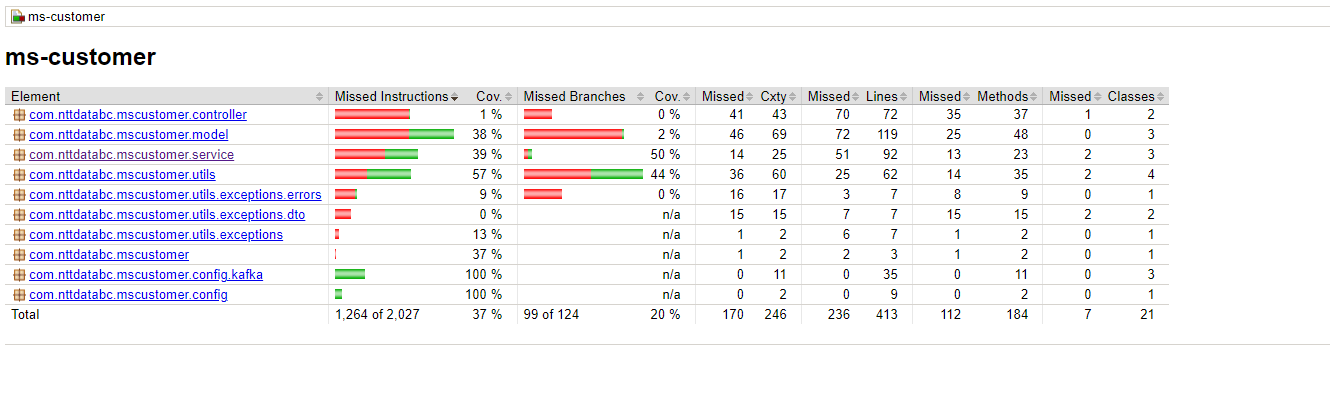 ms-customer
ms-customer
Element Missed Instructions Cov. Missed Branches Cov. Missed Cxty Missed Lines Missed Methods Missed Classes
com.nttdatabc.mscustomer.controller 1 % 0 % 41 43 70 72 35 37 1 2
com.nttdatabc.mscustomer.model 38 % 2 % 46 69 72 119 25 48 0 3
com.nttdatabc.mscustomer.service 39 % 50 % 14 25 51 92 13 23 2 3
com.nttdatabc.mscustomer.utils 57 % 44 % 36 60 25 62 14 35 2 4
com.nttdatabc.mscustomer.utils.exceptions.errors 9 % 0 % 16 17 3 7 8 9 0 1
com.nttdatabc.mscustomer.utils.exceptions.dto 0 % n/a 15 15 7 7 15 15 2 2
com.nttdatabc.mscustomer.utils.exceptions 13 % n/a 1 2 6 7 1 2 0 1
com.nttdatabc.mscustomer 37 % n/a 1 2 2 3 1 2 0 1
com.nttdatabc.mscustomer.config.kafka 100 % n/a 0 11 0 35 0 11 0 3
com.nttdatabc.mscustomer.config 100 % n/a 0 2 0 9 0 2 0 1
Total 1,264 of 2,027 37 % 99 of 124 20 % 170 246 236 413 112 184 7 21